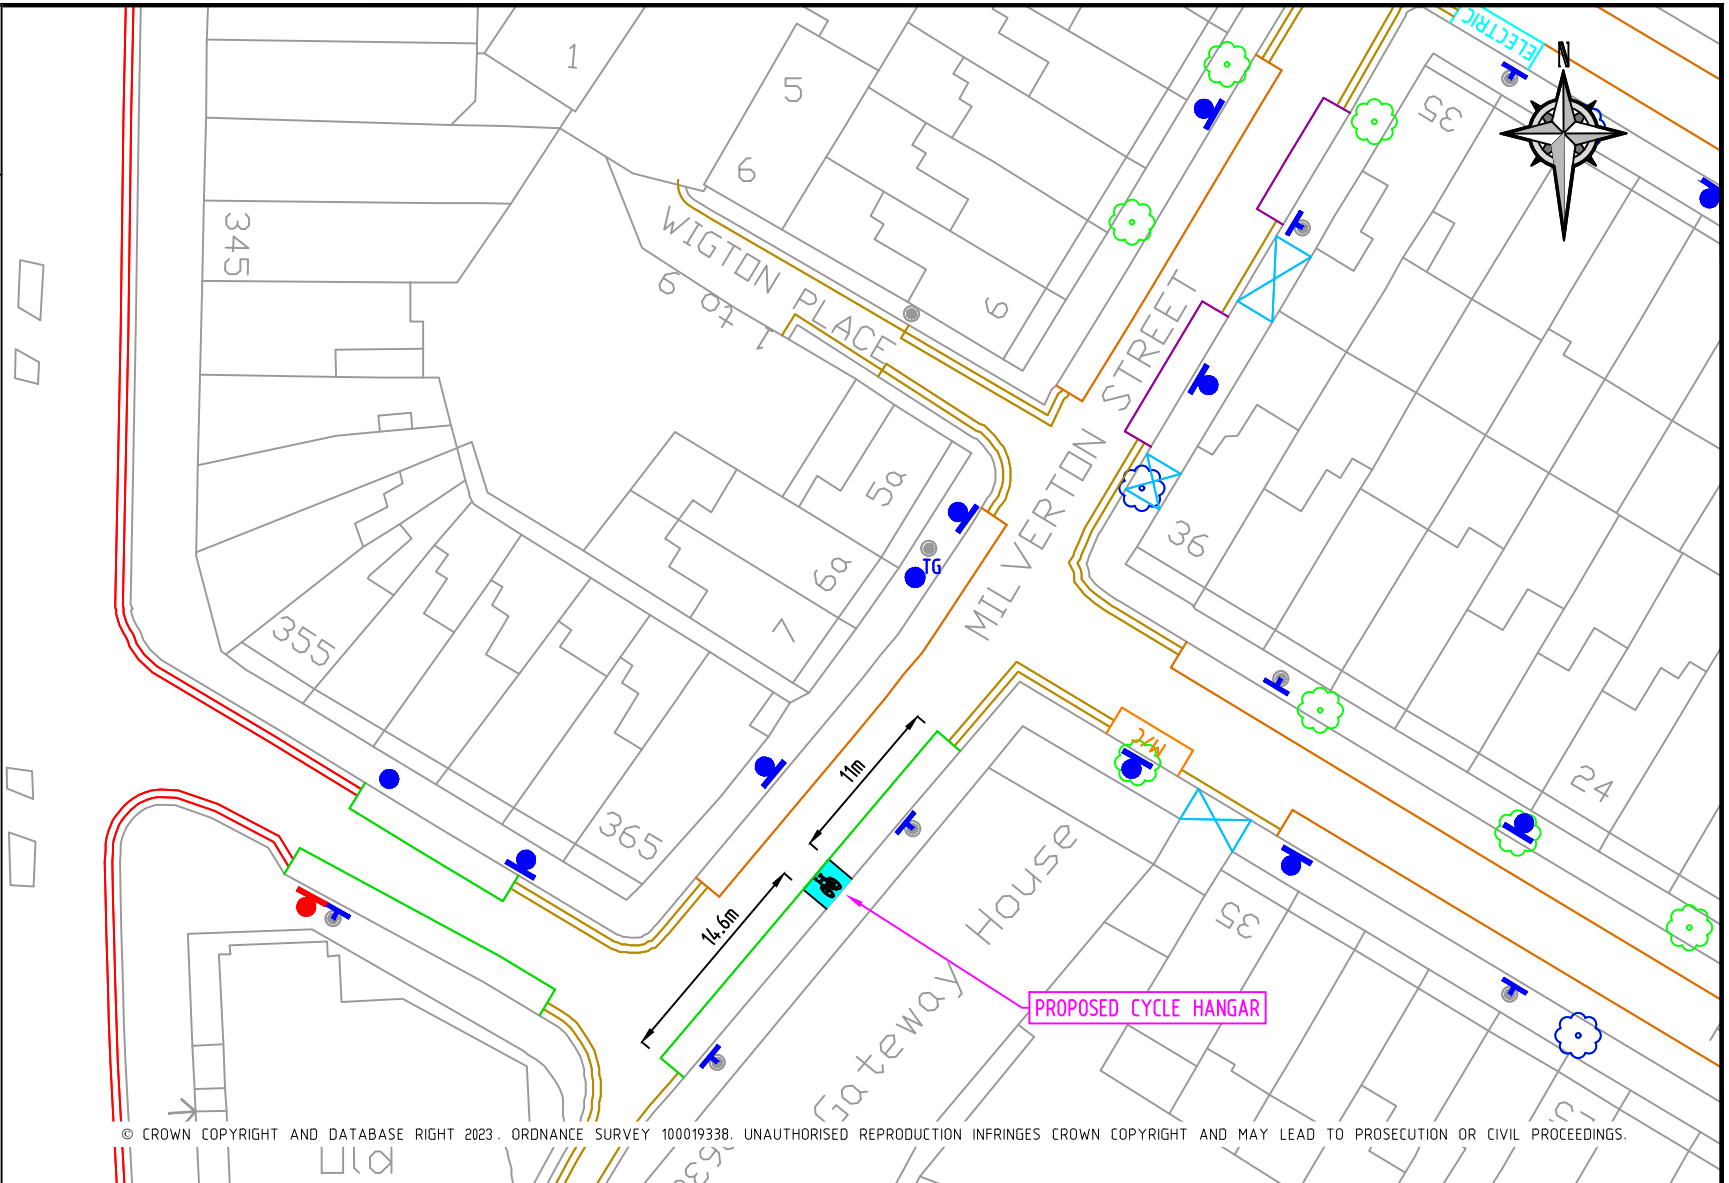 ELECTRIC
N
1
5
35
6
345
WIGTON PLACE
1 to 9
9
MILVERTON STREET
5a
36
TG
6a
7
355
M/C
11m
24
365
14.6m
35
Gateway House
PROPOSED CYCLE HANGAR
© CROWN COPYRIGHT AND DATABASE RIGHT 2023. ORDNANCE SURVEY 100019338. UNAUTHORISED REPRODUCTION INFRINGES CROWN COPYRIGHT AND MAY LEAD TO PROSECUTION OR CIVIL PROCEEDINGS.